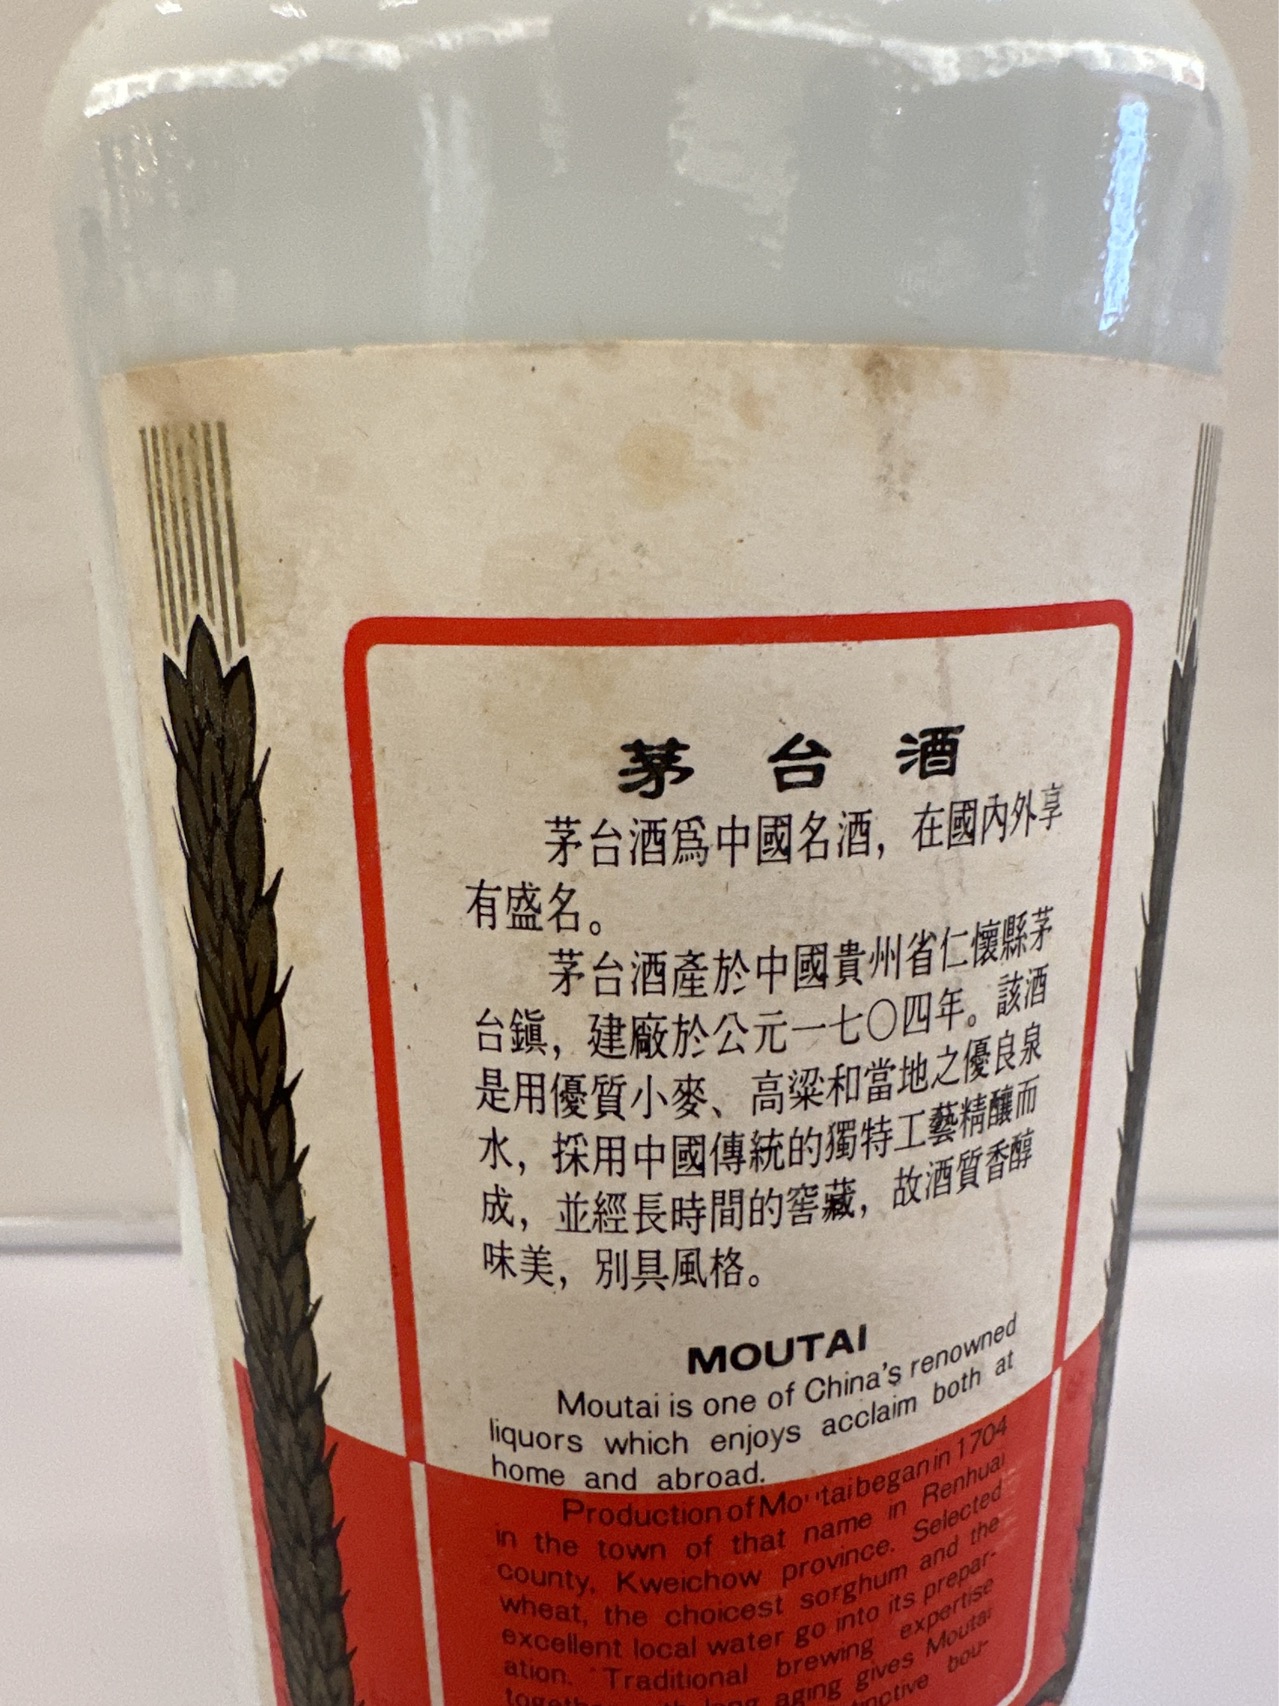 茅台酒
茅台酒爲中國名酒，在國內外享
有盛名。
茅台酒產於中國貴州省仁懷縣茅
台鎮，建廠於公元一七〇四年。該酒
是用優質小麥、高粱和當地之優良泉
水，採用中國傳統的獨特工藝精釀而
成，並經長時間的窖藏，故酒質香醇
味美，別具風格。
MOUTAI
Moutai is one of China's renowned
liquors which enjoys acclaim both at
home and abroad.
Production of Moutai began in 1704
in the town of that name in Renhuai
county, Kweichow province. Selected
wheat, the choicest sorghum and the
excellent local water go into its prepar-
ation. Traditional brewing expertise
together with long aging gives Moutai
bou-